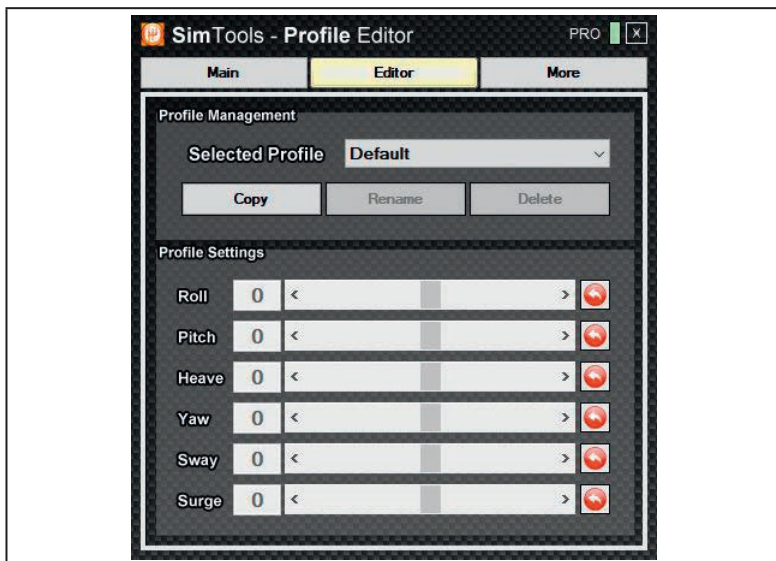 SimTools - Profile Editor PRO X
Main Editor More
Profile Management
Selected Profile Default
Copy Rename Delete
Profile Settings
Roll 0 < >
Pitch 0 < >
Heave 0 < >
Yaw 0 < >
Sway 0 < >
Surge 0 < >